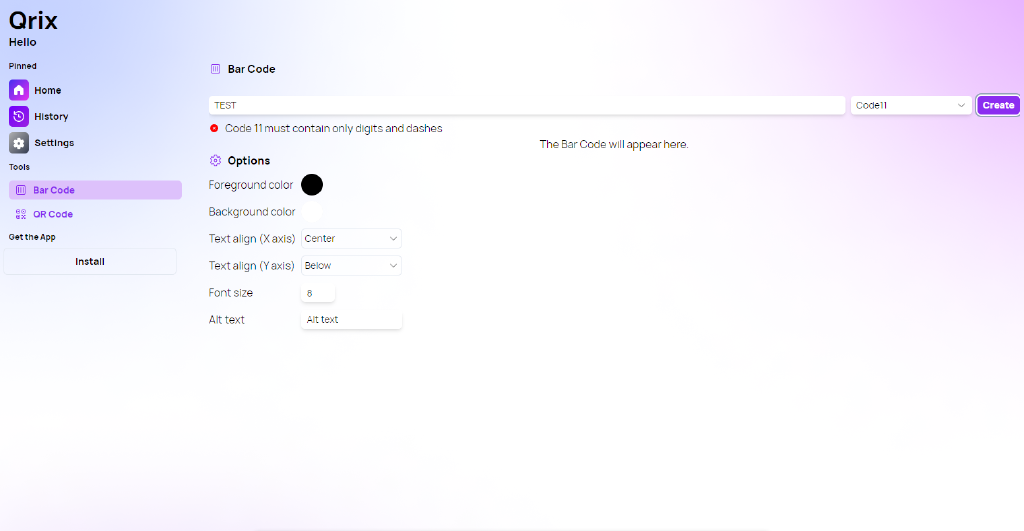 Qrix
Hello
Pinned
Home
History
Settings
Tools
Bar Code
QR Code
Get the App
Install
Bar Code
TEST
Code11
Create
Code 11 must contain only digits and dashes
The Bar Code will appear here.
Options
Foreground color
Background color
Text align (X axis) Center
Text align (Y axis) Below
Font size 8
Alt text Alt text